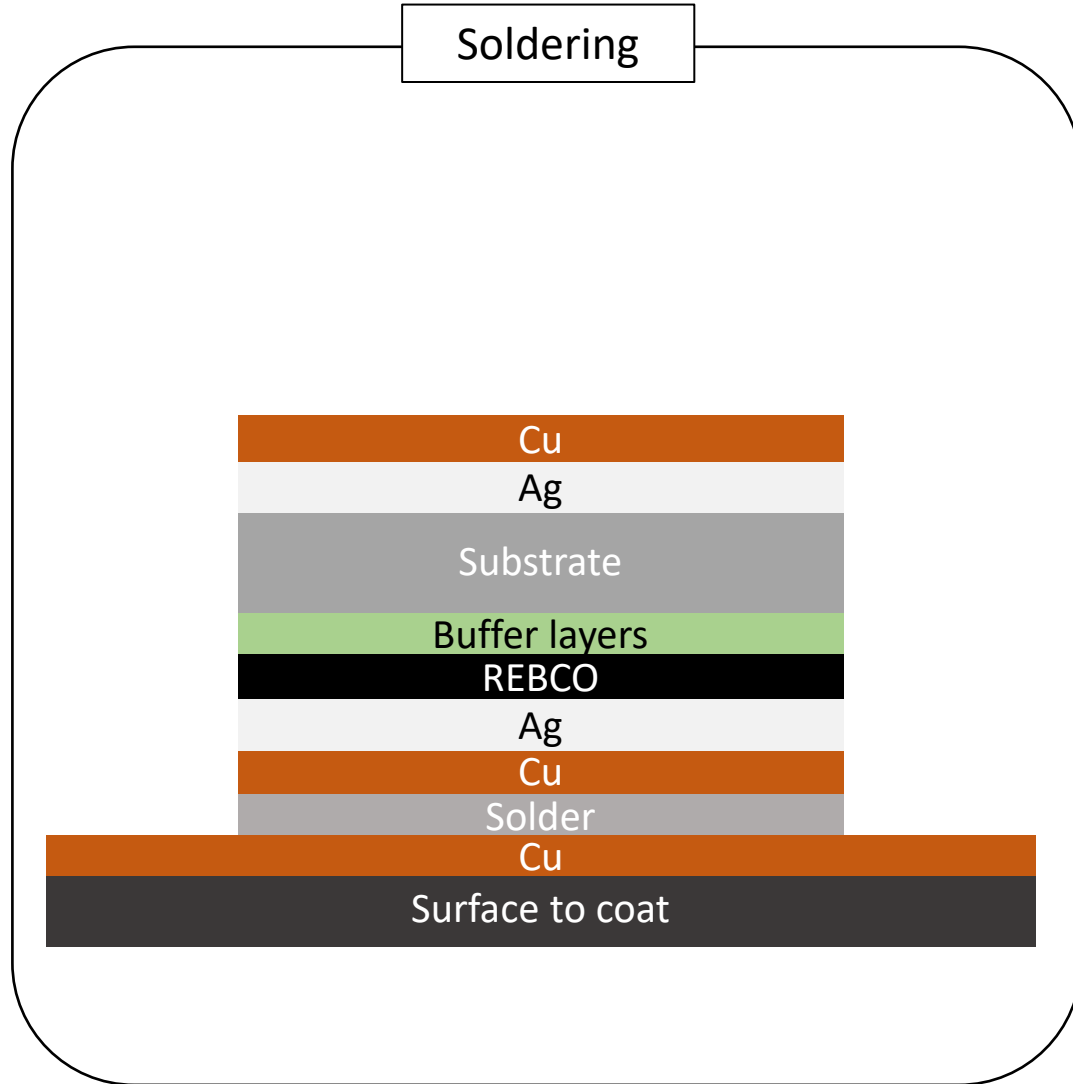 Soldering
Cu
Ag
Substrate
Buffer layers
REBCO
Ag
Cu
Solder
Cu
Surface to coat